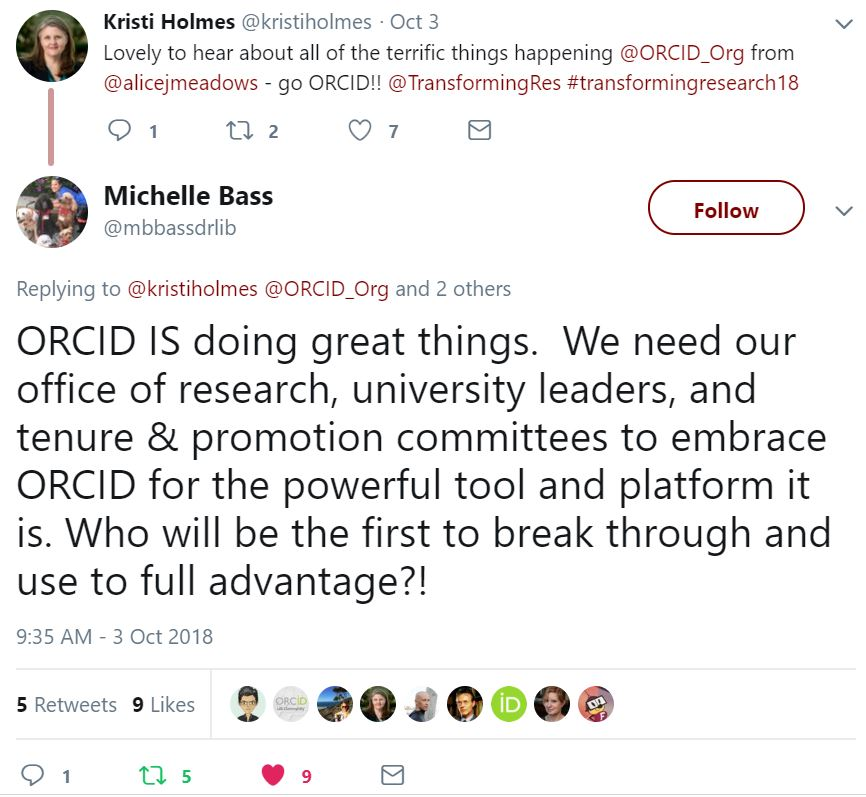 Kristi Holmes @kristiholmes · Oct 3
Lovely to hear about all of the terrific things happening @ORCID_Org from
@alicejmeadows - go ORCID!! @TransformingRes #transformingresearch18
1 2 7
Michelle Bass
@mbbassdrlib
Follow
Replying to @kristiholmes @ORCID_Org and 2 others
ORCID IS doing great things.  We need our
office of research, university leaders, and
tenure & promotion committees to embrace
ORCID for the powerful tool and platform it
is. Who will be the first to break through and
use to full advantage?!
9:35 AM - 3 Oct 2018
5 Retweets 9 Likes
ORCID
iD
1 5 9